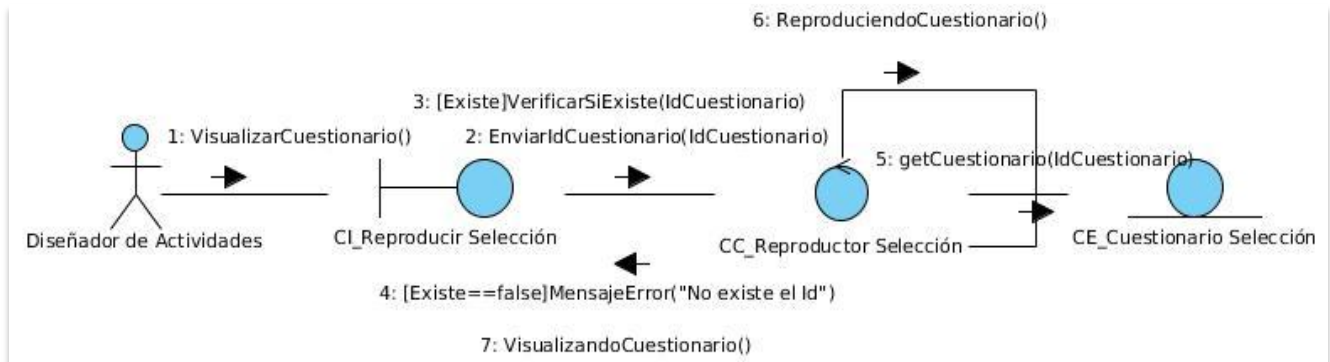 6: ReproduciendoCuestionario()
3: [Existe]VerificarSiExiste(IdCuestionario)
1: VisualizarCuestionario()
2: EnviarIdCuestionario(IdCuestionario)
5: getCuestionario(IdCuestionario)
Diseñador de Actividades
CI_Reproducir Selección
CC_Reproductor Selección
CE_Cuestionario Selección
4: [Existe==false]MensajeError("No existe el Id")
7: VisualizandoCuestionario()